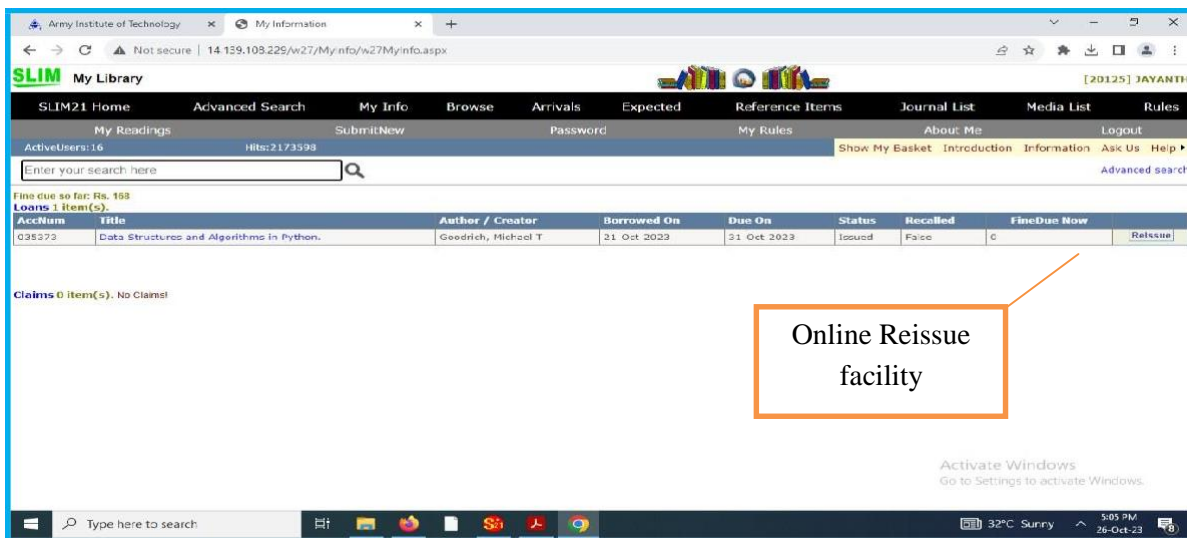 Army Institute of Technology × My Information × +
Not secure | 14.139.108.229/w27/Myinfo/w27Myinfo.aspx
SLIM My Library [20125] JAYANTH
SLIM21 Home Advanced Search My Info Browse Arrivals Expected Reference Items Journal List Media List Rules
My Readings SubmitNew Password My Rules About Me Logout
ActiveUsers:16 Hits:2173598 Show My Basket Introduction Information Ask Us Help
Enter your search here Advanced search
Fine due so far: Rs. 168
Loans 1 item(s).
AccNum Title Author / Creator Borrowed On Due On Status Recalled FineDue Now
035373 Data Structures and Algorithms in Python. Goodrich, Michael T 21 Oct 2023 31 Oct 2023 Issued False 0 Reissue
Claims 0 item(s). No Claims!
Online Reissue
facility
Activate Windows
Go to Settings to activate Windows.
Type here to search 32°C Sunny 5:05 PM
26-Oct-23